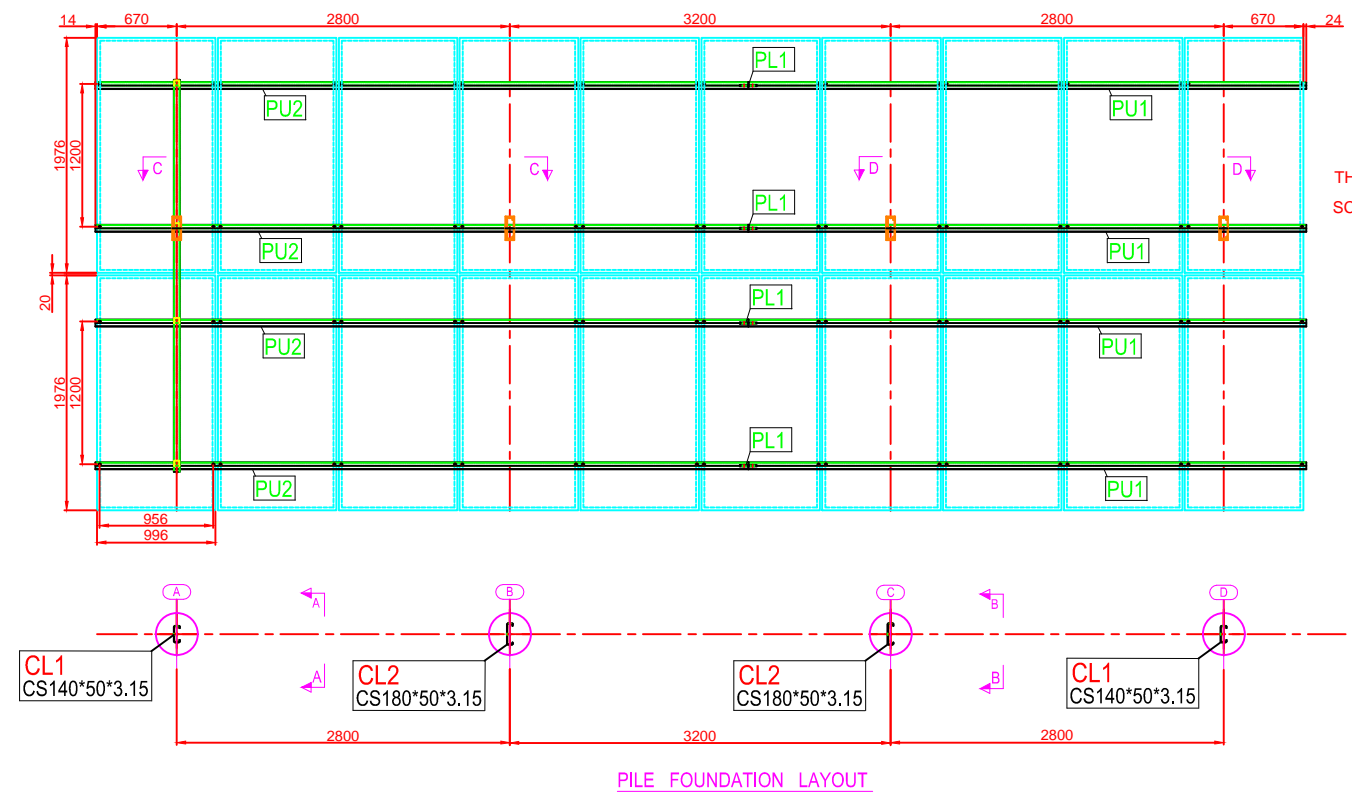 14 670 2800 3200 2800 670 24
PL1
PU2 PU1
1976 1200
C C D D
TH
SC
PL1
PU2 PU1
20
PL1
PU2 PU1
1976 1200
PL1
PU2 PU1
956
996
A B C D
A B
CL1
CS140*50*3.15
CL2
CS180*50*3.15
CL2
CS180*50*3.15
CL1
CS140*50*3.15
A B
2800 3200 2800
PILE FOUNDATION LAYOUT